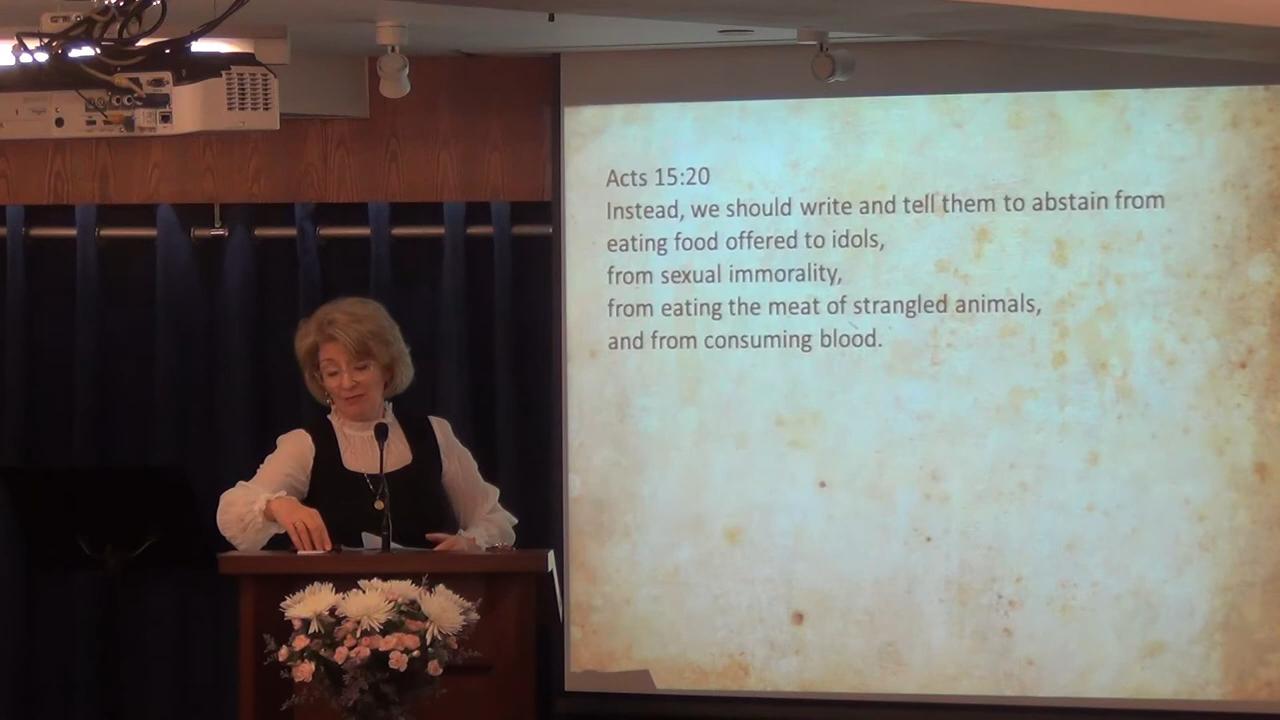 Acts 15:20
Instead, we should write and tell them to abstain from
eating food offered to idols,
from sexual immorality,
from eating the meat of strangled animals,
and from consuming blood.